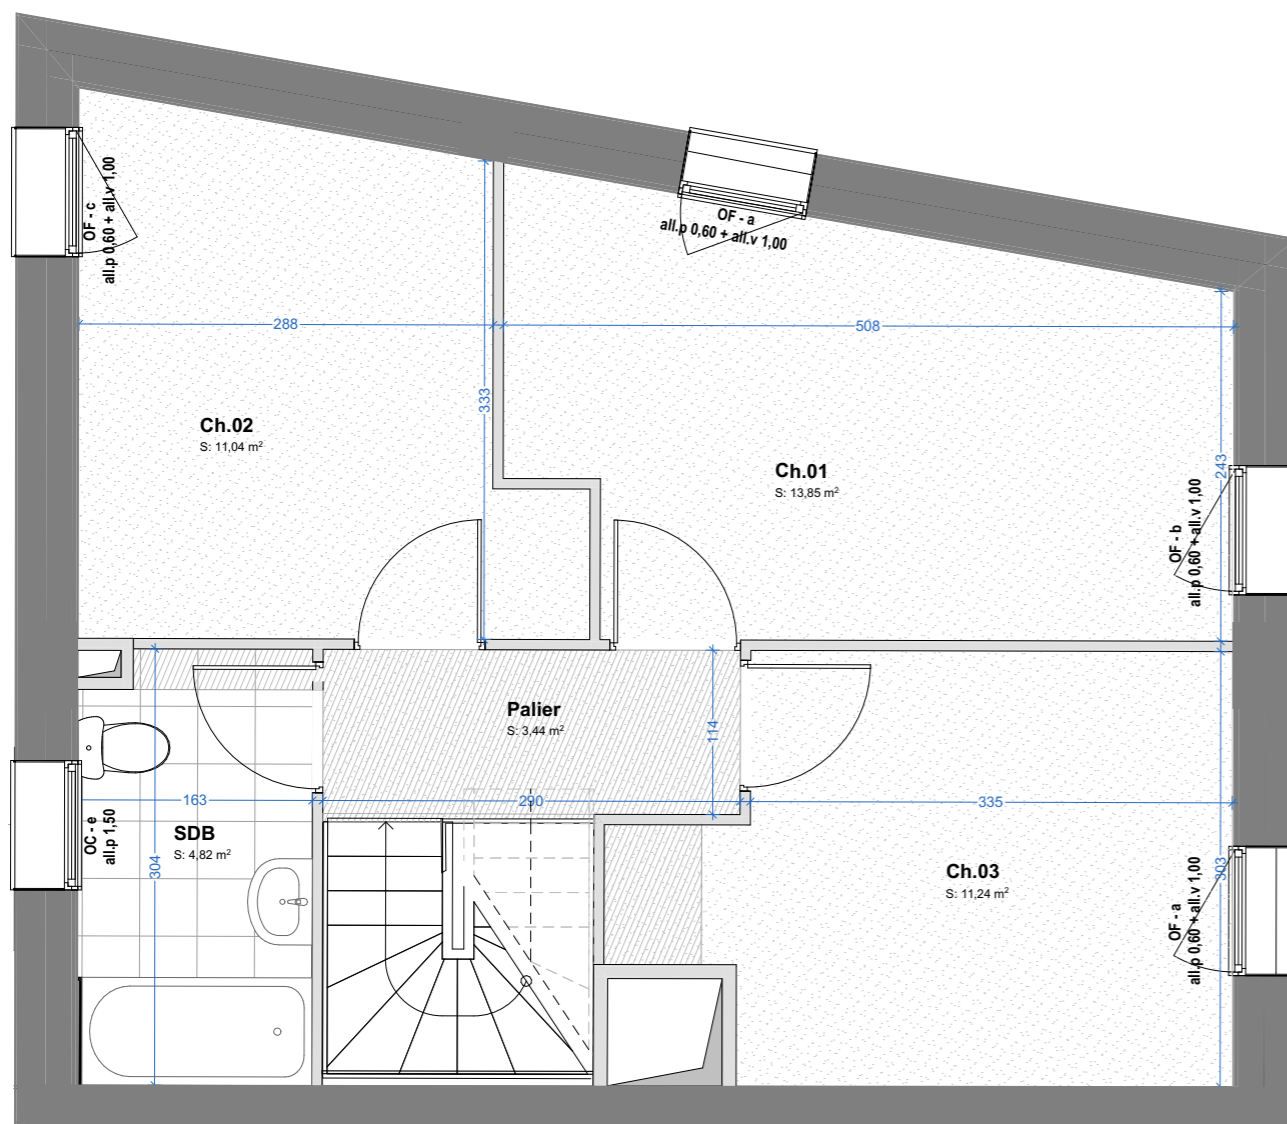 OF - c
all.p 0,60 + all.v 1,00
OF - a
all.p 0,60 + all.v 1,00
288
508
333
Ch.02
S: 11,04 m²
Ch.01
S: 13,85 m²
243
OF - b
all.p 0,60 + all.v 1,00
Palier
S: 3,44 m²
114
163
290
335
OC - e
all.p 1,50
SDB
S: 4,82 m²
304
Ch.03
S: 11,24 m²
303
OF - a
all.p 0,60 + all.v 1,00